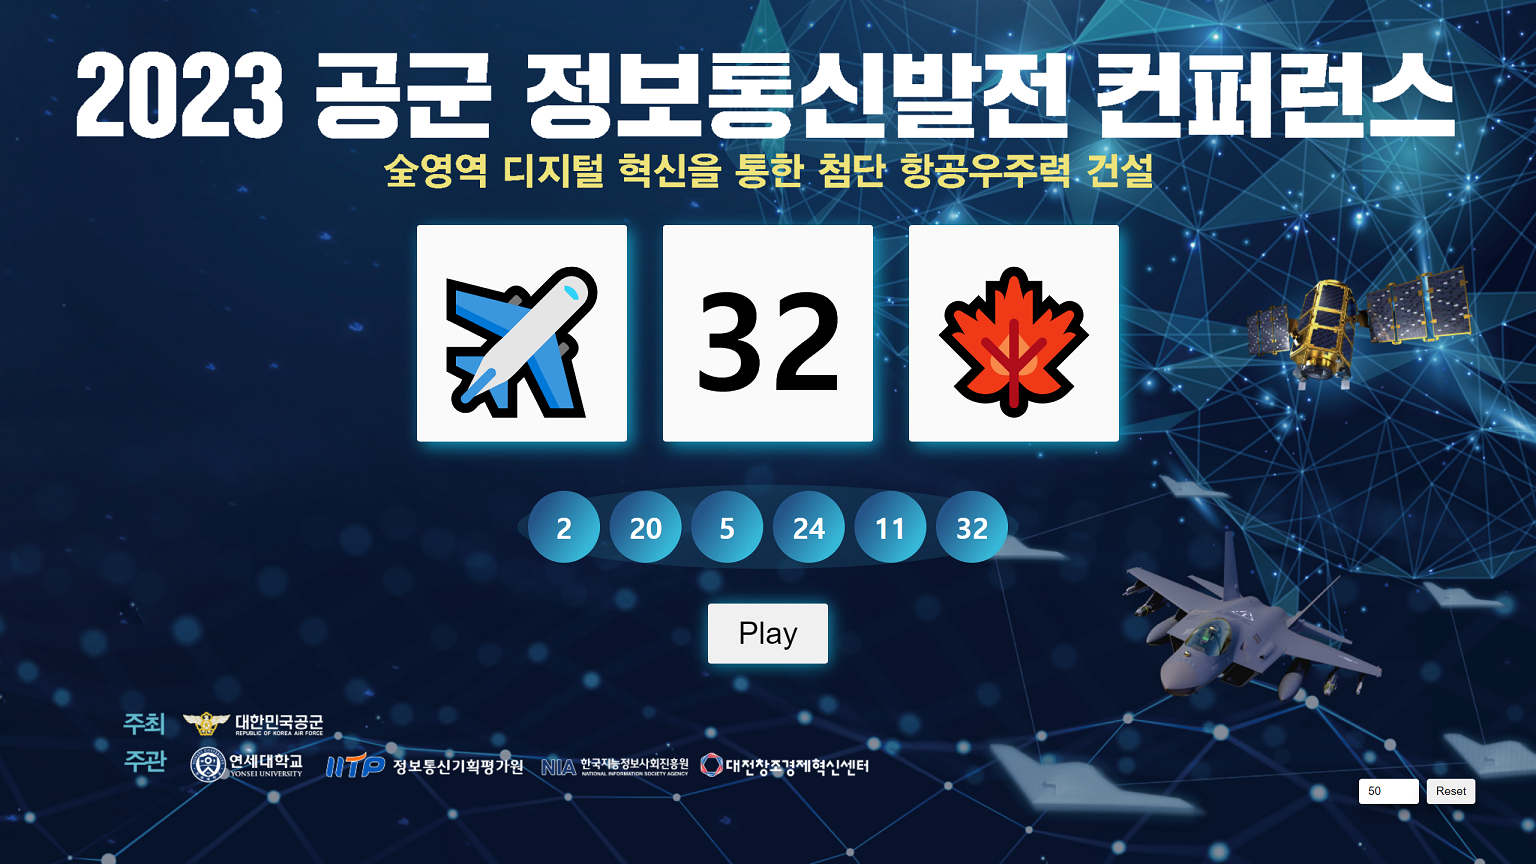 2023 공군 정보통신발전 컨퍼런스
全영역 디지털 혁신을 통한 첨단 항공우주력 건설
32
2 20 5 24 11 32
Play
주최 대한민국공군
REPUBLIC OF KOREA AIR FORCE
주관 연세대학교 YONSEI UNIVERSITY IITP 정보통신기획평가원 NIA 한국지능정보사회진흥원 NATIONAL INFORMATION SOCIETY AGENCY 대전창조경제혁신센터
50 Reset